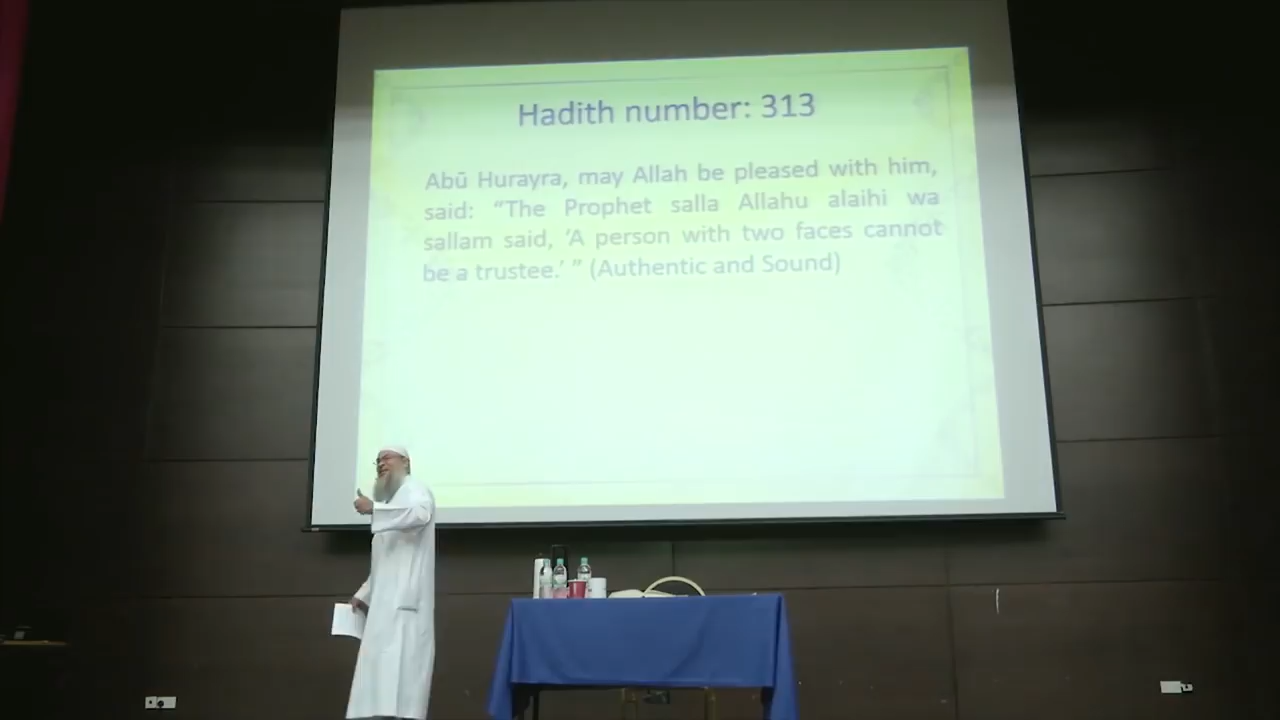 Hadith number: 313
Abū Hurayra, may Allah be pleased with him,
said: “The Prophet salla Allahu alaihi wa
sallam said, ‘A person with two faces cannot
be a trustee.’ ” (Authentic and Sound)